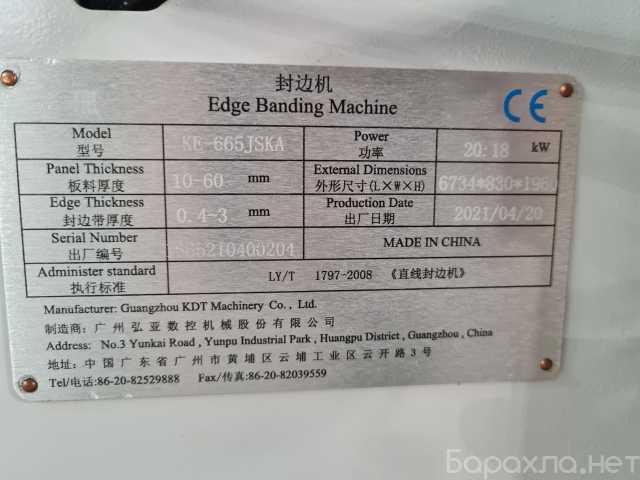 封边机
Edge Banding Machine
CE
Model 型号 KE-665JSKA Power 功率 20:18 kW
Panel Thickness 板料厚度 10-60 mm External Dimensions 外形尺寸(L×W×H) 6734*830*196
Edge Thickness 封边带厚度 0.4-3 mm Production Date 出厂日期 2021/04/20
Serial Number 出厂编号 MADE IN CHINA
Administer standard 执行标准 LY/T 1797-2008 《直线封边机》
Manufacturer: Guangzhou KDT Machinery Co., Ltd.
制造商: 广州弘亚数控机械股份有限公司
Address: No.3 Yunkai Road, Yunpu Industrial Park, Huangpu District, Guangzhou, China
地址: 中国广东省广州市黄埔区云埔工业区云开路3号
Tel/电话:86-20-82529888 Fax/传真:86-20-82039559
Барахла.нет